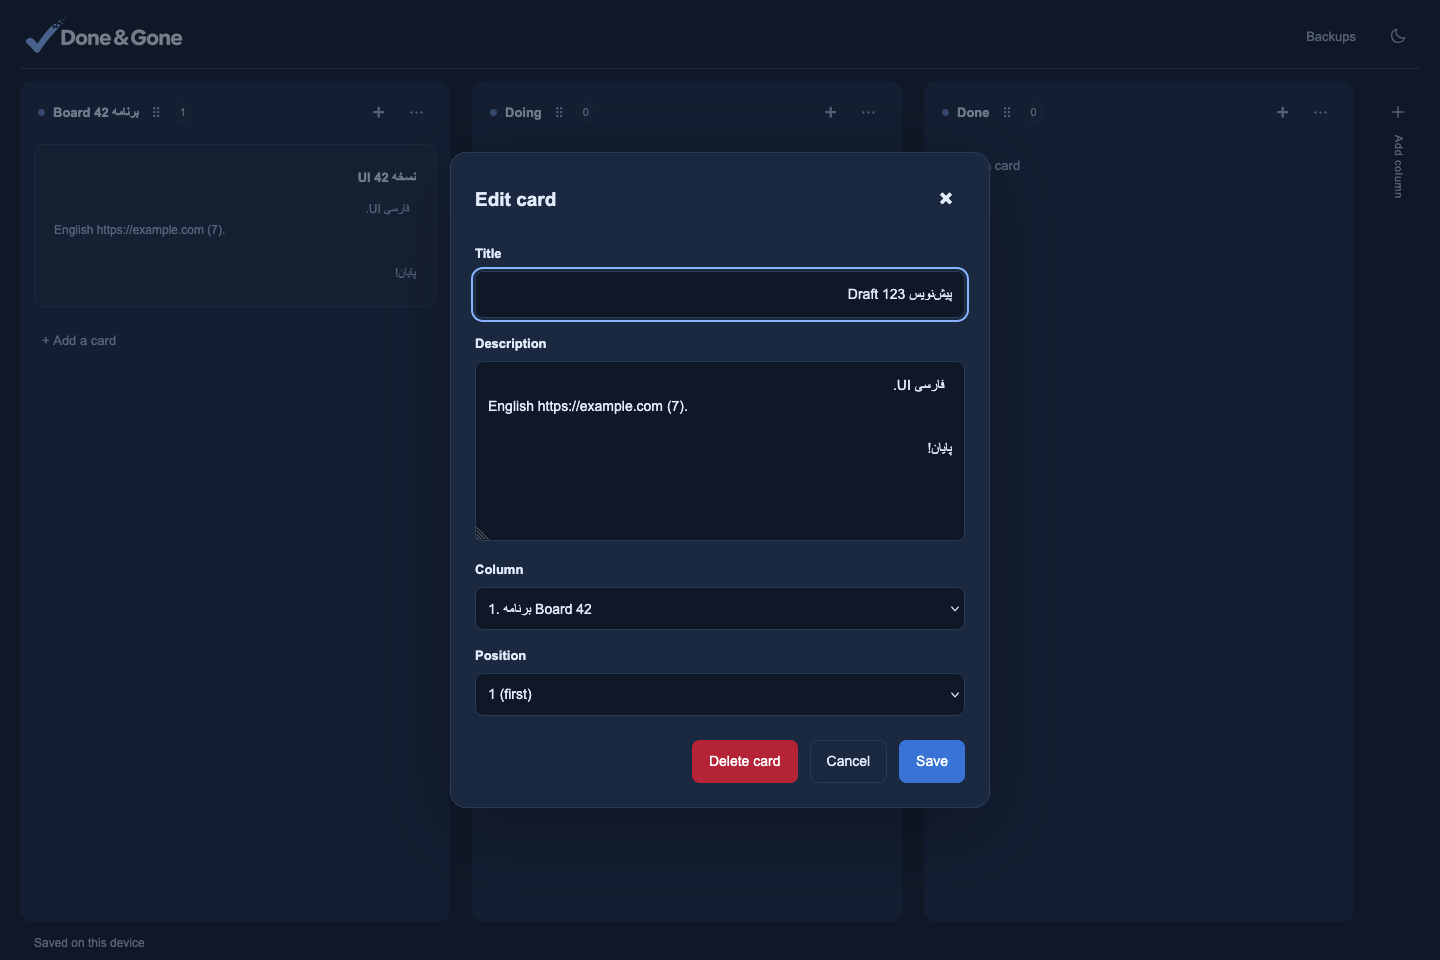 Done & Gone
Backups
برنامه Board 42
1
Doing
0
Done
0
Add column
نسخه UI 42
فارسی UI.
English https://example.com (7).
پایان!
+ Add a card
card
Edit card
Title
پیش‌نویس Draft 123
Description
فارسی UI.
English https://example.com (7).
پایان!
Column
1. برنامه Board 42
Position
1 (first)
Delete card
Cancel
Save
Saved on this device